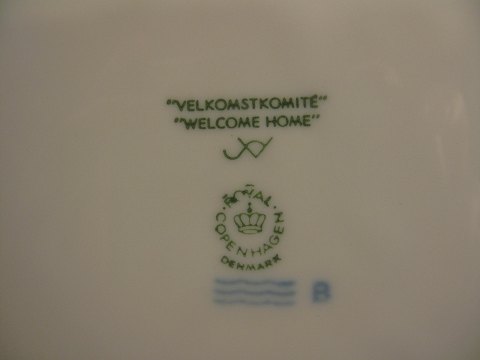 "VELKOMSTKOMITÉ"
"WELCOME HOME"
ROYAL
COPENHAGEN
DENMARK
B